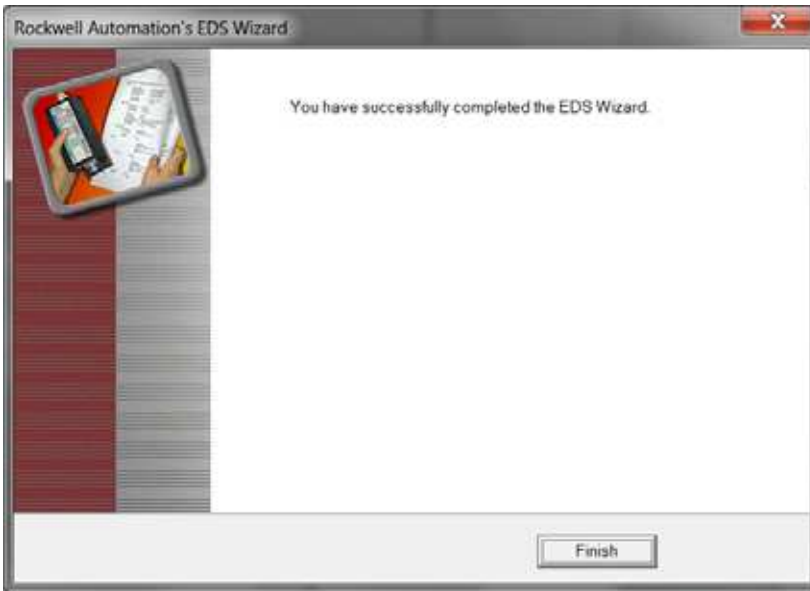 Rockwell Automation's EDS Wizard
You have successfully completed the EDS Wizard.
Finish